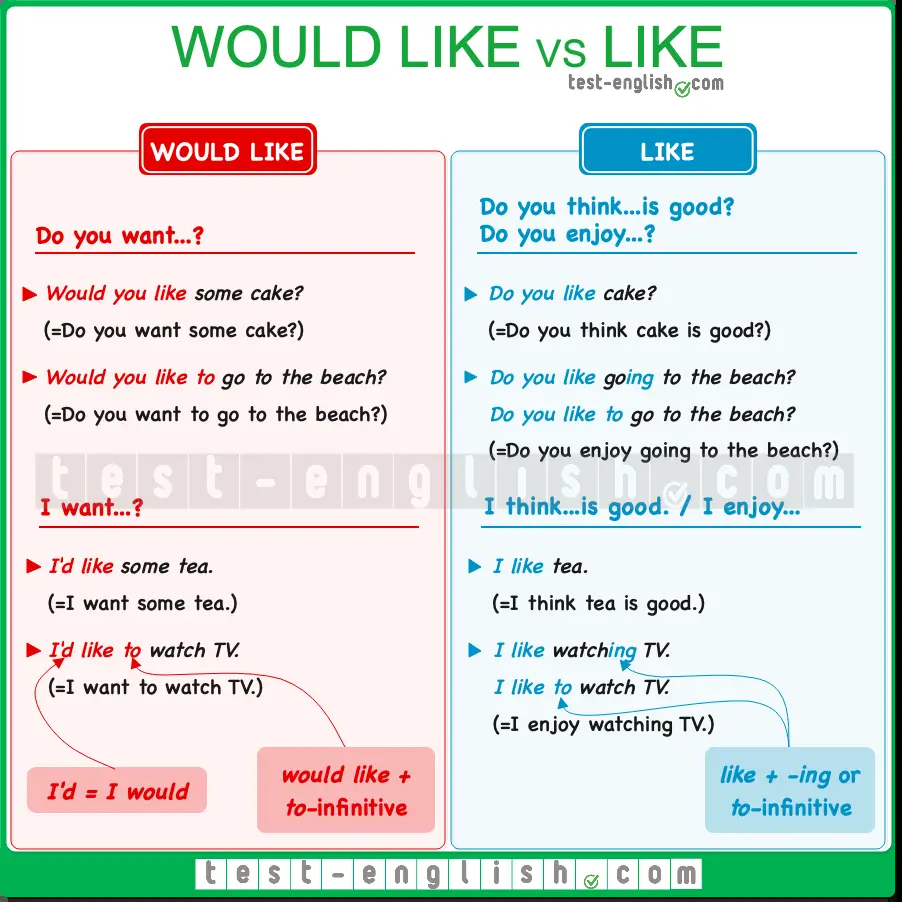 WOULD LIKE VS LIKE
test-english.com
WOULD LIKE
Do you want...?
Would you like some cake?
(=Do you want some cake?)
Would you like to go to the beach?
(=Do you want to go to the beach?)
I want...?
I'd like some tea.
(=I want some tea.)
I'd like to watch TV.
(=I want to watch TV.)
I'd = I would
would like +
to-infinitive
LIKE
Do you think...is good?
Do you enjoy...?
Do you like cake?
(=Do you think cake is good?)
Do you like going to the beach?
Do you like to go to the beach?
(=Do you enjoy going to the beach?)
I think...is good. / I enjoy...
I like tea.
(=I think tea is good.)
I like watching TV.
I like to watch TV.
(=I enjoy watching TV.)
like + -ing or
to-infinitive
test-english.com
test-english.com